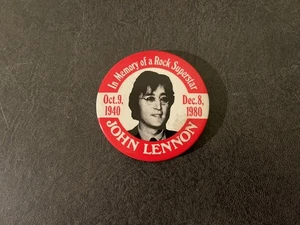 In Memory of a Rock Superstar
Oct. 9, 1940
Dec. 8, 1980
JOHN LENNON